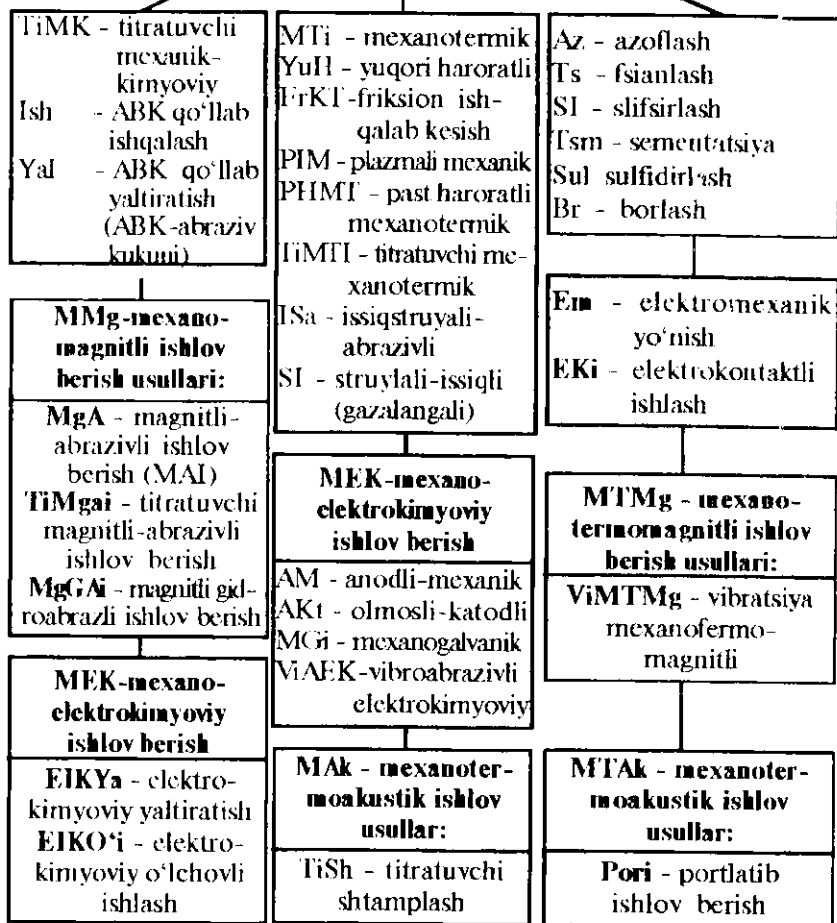 TiMK - titratuvchi
mexanik-
kimyoviy
Ish - ABK qo‘llab
ishqalash
Yal - ABK qo‘llab
yaltiratish
(ABK-abraziv
kukuni)
MMg-mexano-
magnitli ishlov
berish usullari:
MgA - magnitli-
abrazivli ishlov
berish (MAI)
TiMgai - titratuvchi
magnitli-abrazivli
ishlov berish
MgGAi - magnitli gid-
roabrazli ishlov berish
MEK-mexano-
elektrokimyoviy
ishlov berish
ElKYa - elektro-
kimyoviy yaltiratish
ElKO‘i - elektro-
kimyoviy o‘lchovli
ishlash
MTi - mexanotermik
YuH - yuqori haroratli
FrKT-friksion ish-
qalab kesish
PlM - plazmali mexanik
PHMT - past haroratli
mexanotermik
TiMTI - titratuvchi me-
xanotermik
ISa - issiqstruyali-
abrazivli
SI - struylali-issiqli
(gazalangali)
MEK-mexano-
elektrokimyoviy
ishlov berish
AM - anodli-mexanik
AKt - olmosli-katodli
MGi - mexanogalvanik
ViAEK-vibroabrazivli
elektrokimyoviy
MAk - mexanoter-
moakustik ishlov
usullar:
TiSh - titratuvchi
shtamplash
Az - azoflash
Ts - fsianlash
SI - slifsirlash
Tsm - sementatsiya
Sul sulfidirlash
Br - borlash
Em - elektromexanik
yo‘nish
EKi - elektrokontaktli
ishlash
MTMg - mexano-
termomagnitli ishlov
berish usullari:
ViMTMg - vibratsiya
mexanofermo-
magnitli
MTAk - mexanoter-
moakustik ishlov
usullar:
Pori - portlatib
ishlov berish